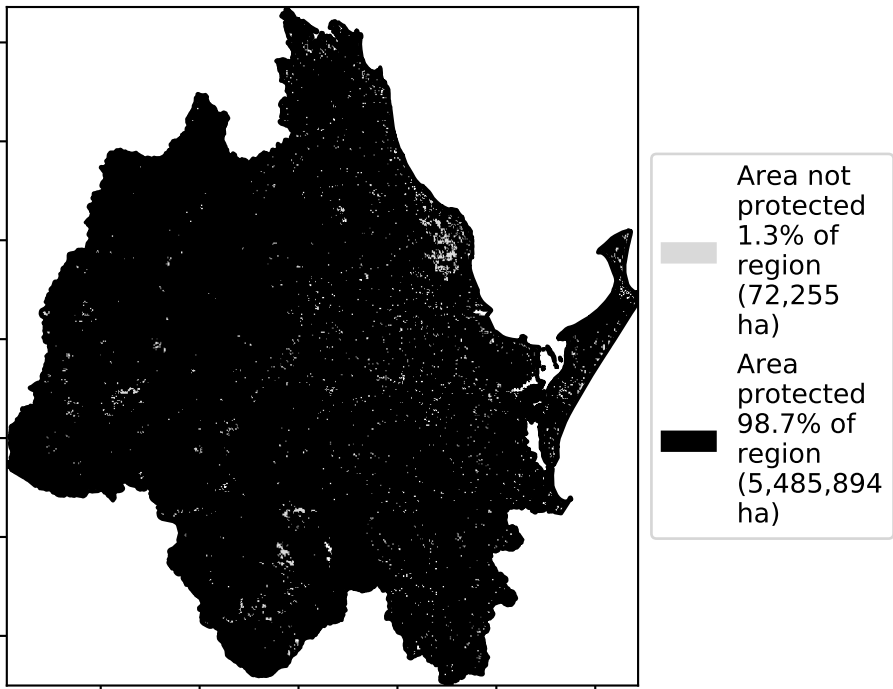 Area not
protected
1.3% of
region
(72,255
ha)
Area
protected
98.7% of
region
(5,485,894
ha)